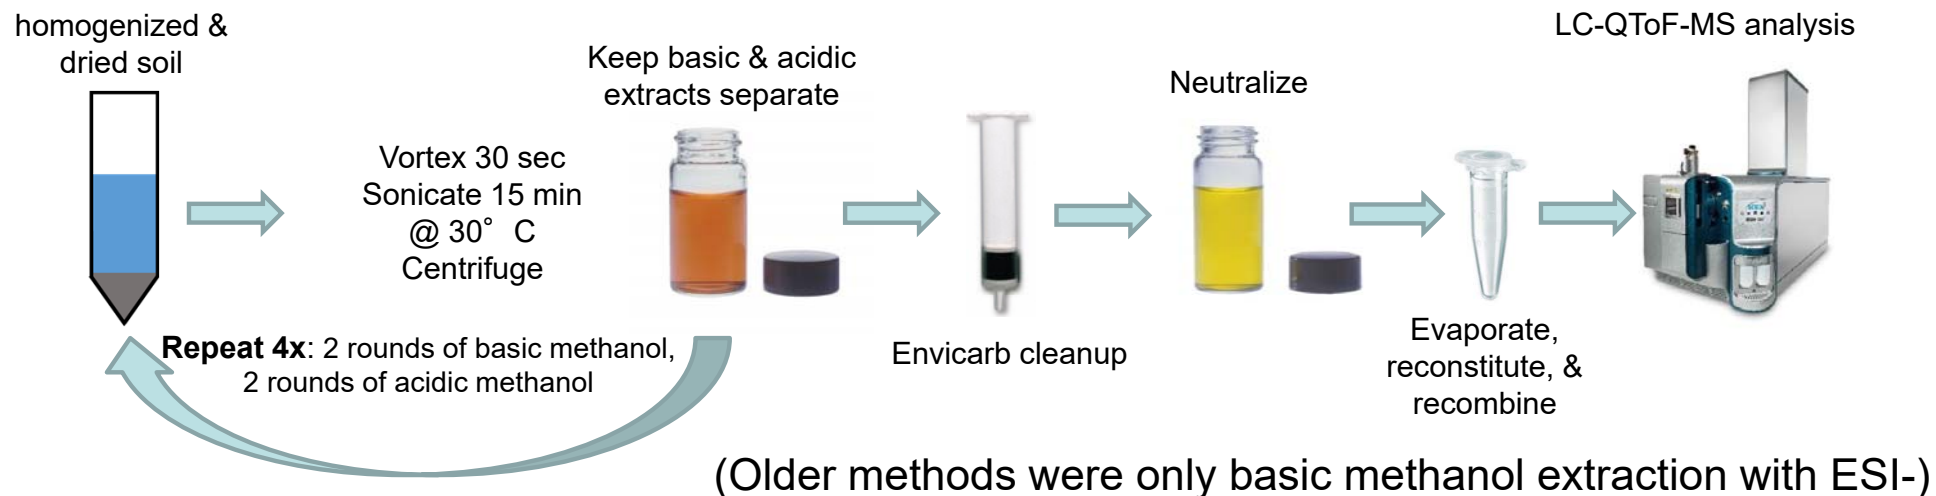 homogenized &
dried soil
Vortex 30 sec
Sonicate 15 min
@ 30° C
Centrifuge
Keep basic & acidic
extracts separate
Repeat 4x: 2 rounds of basic methanol,
2 rounds of acidic methanol
Envicarb cleanup
Neutralize
Evaporate,
reconstitute, &
recombine
LC-QToF-MS analysis
(Older methods were only basic methanol extraction with ESI-)